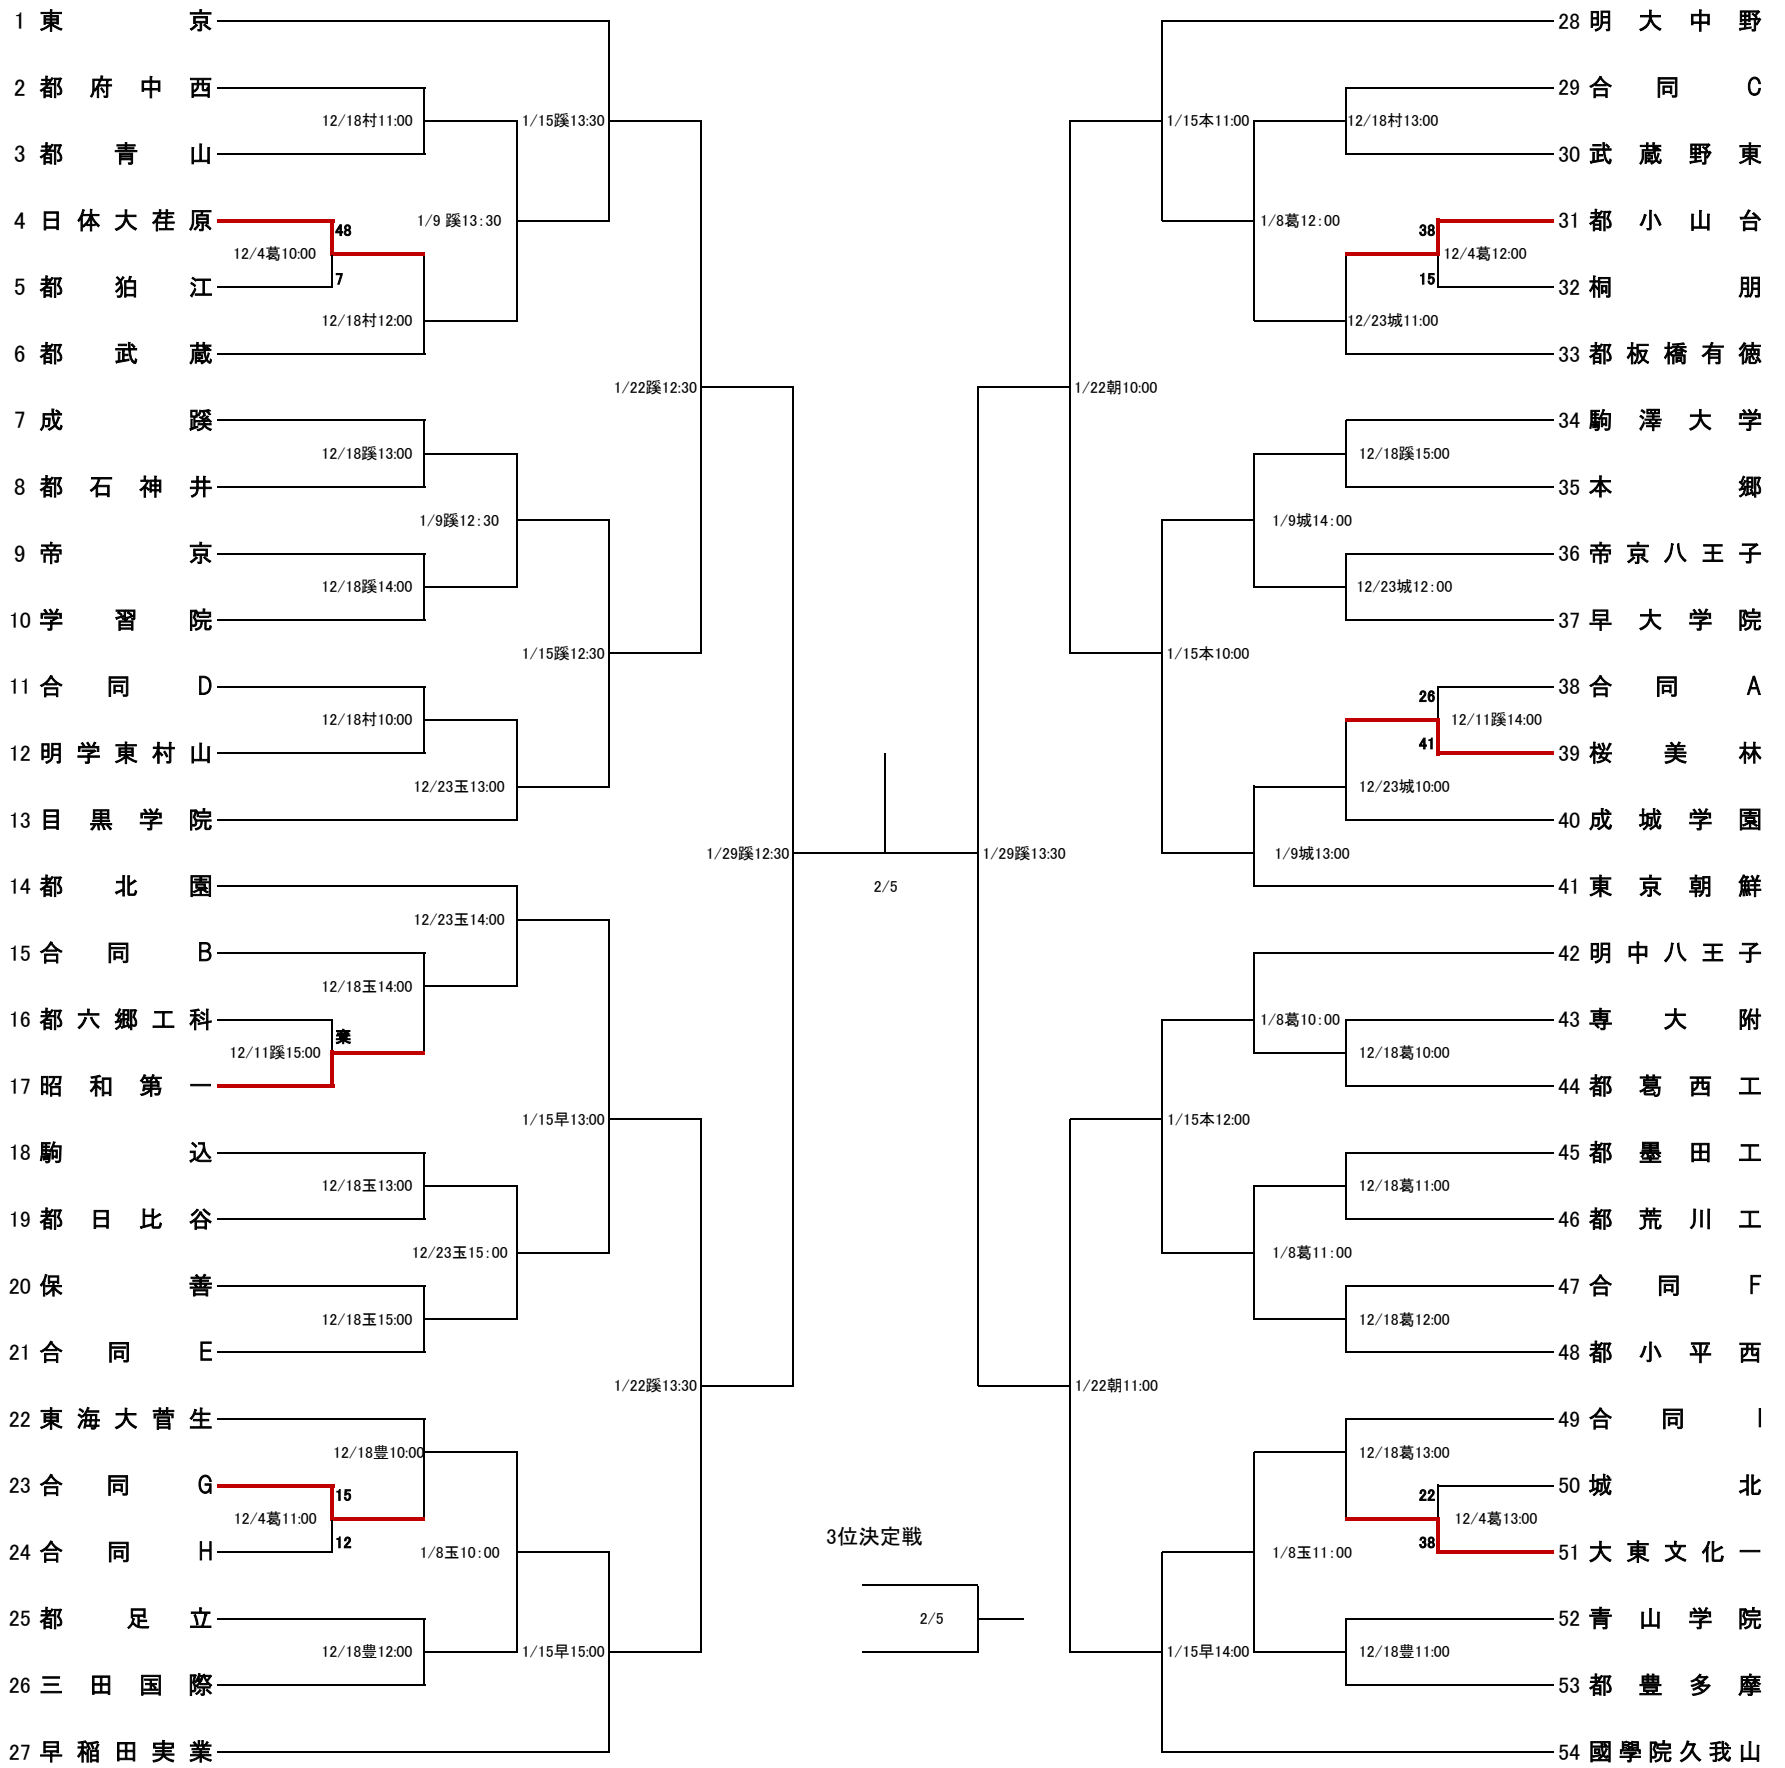 1 東京
2 都府中西
12/18村11:00
1/15蹊13:30
3 都青山
4 日体大荏原
48
12/4葛10:00
1/9 蹊13:30
5 都狛江
7
12/18村12:00
6 都武蔵
1/22蹊12:30
7 成蹊
12/18蹊13:00
8 都石神井
1/9蹊12:30
9 帝京
12/18蹊14:00
10 学習院
1/15蹊12:30
11 合同D
12/18村10:00
12 明学東村山
12/23玉13:00
13 目黒学院
1/29蹊12:30
14 都北園
12/23玉14:00
15 合同B
12/18玉14:00
16 都六郷工科
棄
12/11蹊15:00
17 昭和第一
1/15早13:00
18 駒込
12/18玉13:00
19 都日比谷
12/23玉15:00
20 保善
12/18玉15:00
21 合同E
1/22蹊13:30
22 東海大菅生
12/18豊10:00
23 合同G
15
12/4葛11:00
24 合同H
12
1/8玉10:00
25 都足立
12/18豊12:00
1/15早15:00
26 三田国際
27 早稲田実業
2/5
3位決定戦
2/5
28 明大中野
29 合同C
1/15本11:00
12/18村13:00
30 武蔵野東
31 都小山台
38
1/8葛12:00
12/4葛12:00
15
32 桐朋
12/23城11:00
33 都板橋有徳
1/22朝10:00
34 駒澤大学
12/18蹊15:00
35 本郷
1/9城14:00
36 帝京八王子
12/23城12:00
37 早大学院
1/15本10:00
38 合同A
26
12/11蹊14:00
41
39 桜美林
12/23城10:00
40 成城学園
1/29蹊13:30
1/9城13:00
41 東京朝鮮
42 明中八王子
1/8葛10:00
43 専大附
12/18葛10:00
44 都葛西工
1/15本12:00
45 都墨田工
12/18葛11:00
46 都荒川工
1/8葛11:00
47 合同F
12/18葛12:00
48 都小平西
1/22朝11:00
49 合同I
12/18葛13:00
50 城北
22
12/4葛13:00
38
1/8玉11:00
51 大東文化一
52 青山学院
1/15早14:00
12/18豊11:00
53 都豊多摩
54 國學院久我山